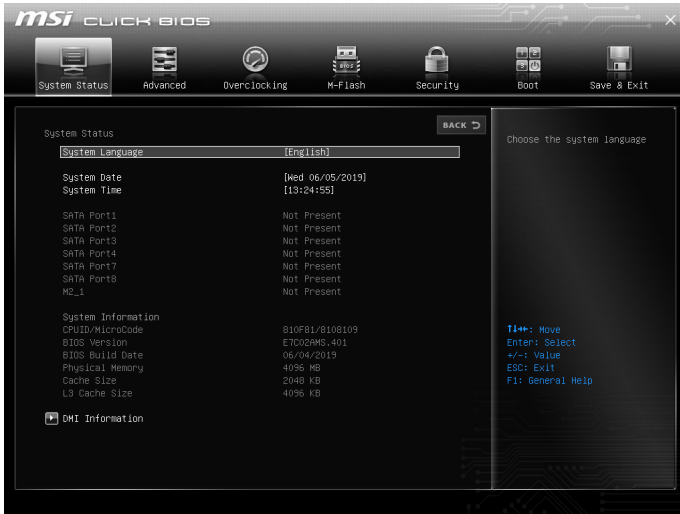 msi CLICK BIOS
×
System Status Advanced Overclocking M-Flash Security Boot Save & Exit
System Status
BACK
System Language [English]
System Date [Wed 06/05/2019]
System Time [13:24:55]
SATA Port1 Not Present
SATA Port2 Not Present
SATA Port3 Not Present
SATA Port4 Not Present
SATA Port7 Not Present
SATA Port8 Not Present
M2_1 Not Present
System Information
CPUID/MicroCode 810F81/8108109
BIOS Version E7C02AMS.401
BIOS Build Date 06/04/2019
Physical Memory 4096 MB
Cache Size 2048 KB
L3 Cache Size 4096 KB
DMI Information
Choose the system language
↑↓→←: Move
Enter: Select
+/-: Value
ESC: Exit
F1: General Help